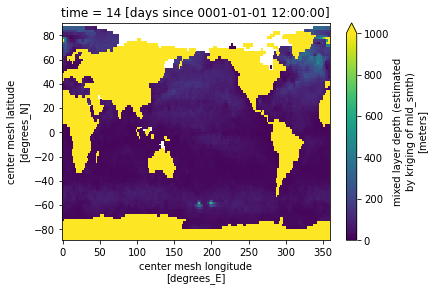 time = 14 [days since 0001-01-01 12:00:00]
80
60
40
20
0
−20
−40
−60
−80
center mesh latitude
[degrees_N]
0
50
100
150
200
250
300
350
center mesh longitude
[degrees_E]
1000
800
600
400
200
0
mixed layer depth (estimated
by kriging of mld_smth)
[meters]